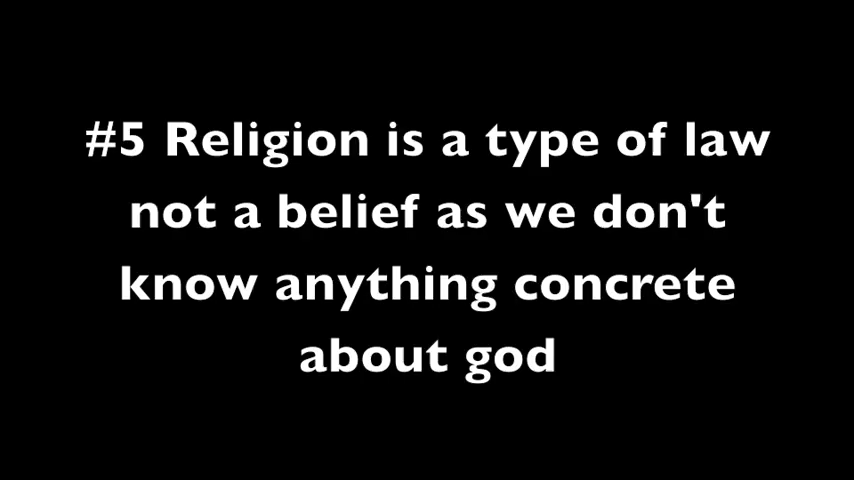 #5 Religion is a type of law
not a belief as we don't
know anything concrete
about god